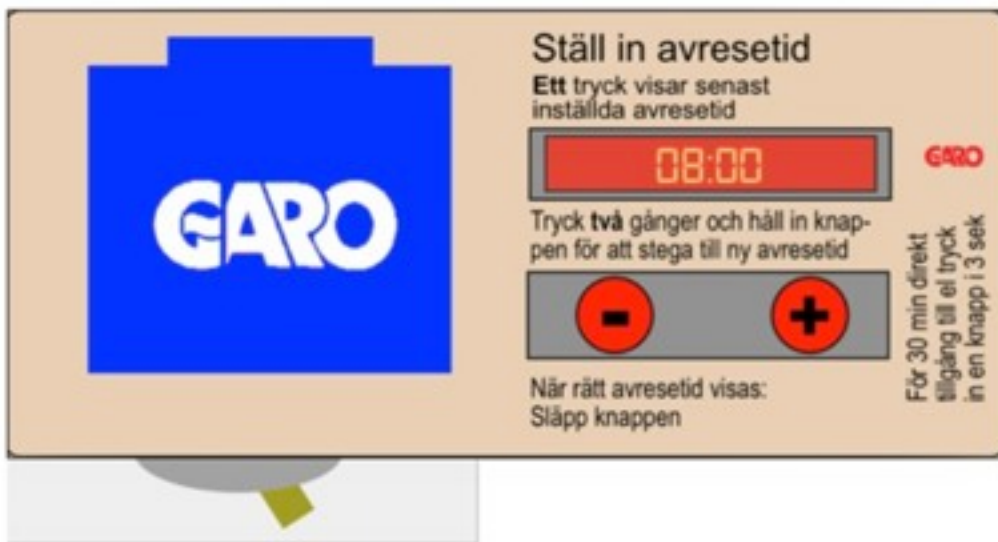 GARO
Ställ in avresetid
Ett tryck visar senast
inställda avresetid
08:00
GARO
Tryck två gånger och håll in knap-
pen för att stega till ny avresetid
- +
När rätt avresetid visas:
Släpp knappen
För 30 min direkt
tillgång till el tryck
in en knapp i 3 sek